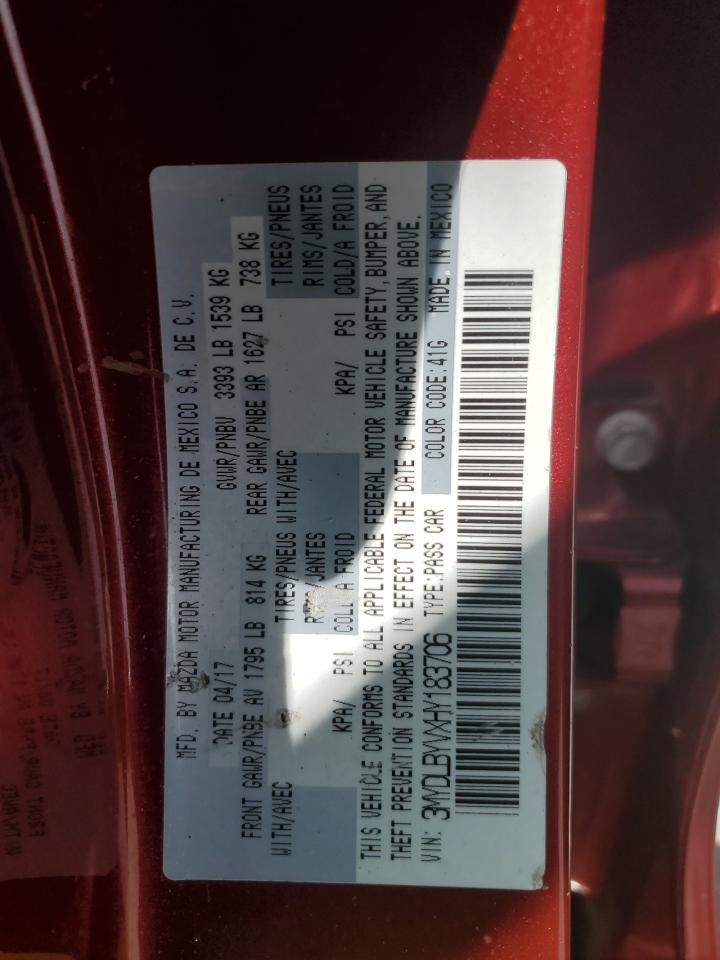 MFD. BY MAZDA MOTOR MANUFACTURING DE MEXICO S.A. DE C.V.
DATE 04/17 GVWR/PNBV 3393 LB 1539 KG
FRONT GAWR/PNBE AV 1795 LB 814 KG REAR GAWR/PNBE AR 1627 LB 738 KG
WITH/AVEC TIRES/PNEUS WITH/AVEC TIRES/PNEUS
RIMS/JANTES RIMS/JANTES
KPA/ PSI COLD/A FROID KPA/ PSI COLD/A FROID
THIS VEHICLE CONFORMS TO ALL APPLICABLE FEDERAL MOTOR VEHICLE SAFETY, BUMPER, AND
THEFT PREVENTION STANDARDS IN EFFECT ON THE DATE OF MANUFACTURE SHOWN ABOVE.
VIN: 3MYDLBYVXHY183706 TYPE:PASS CAR COLOR CODE:41G MADE IN MEXICO